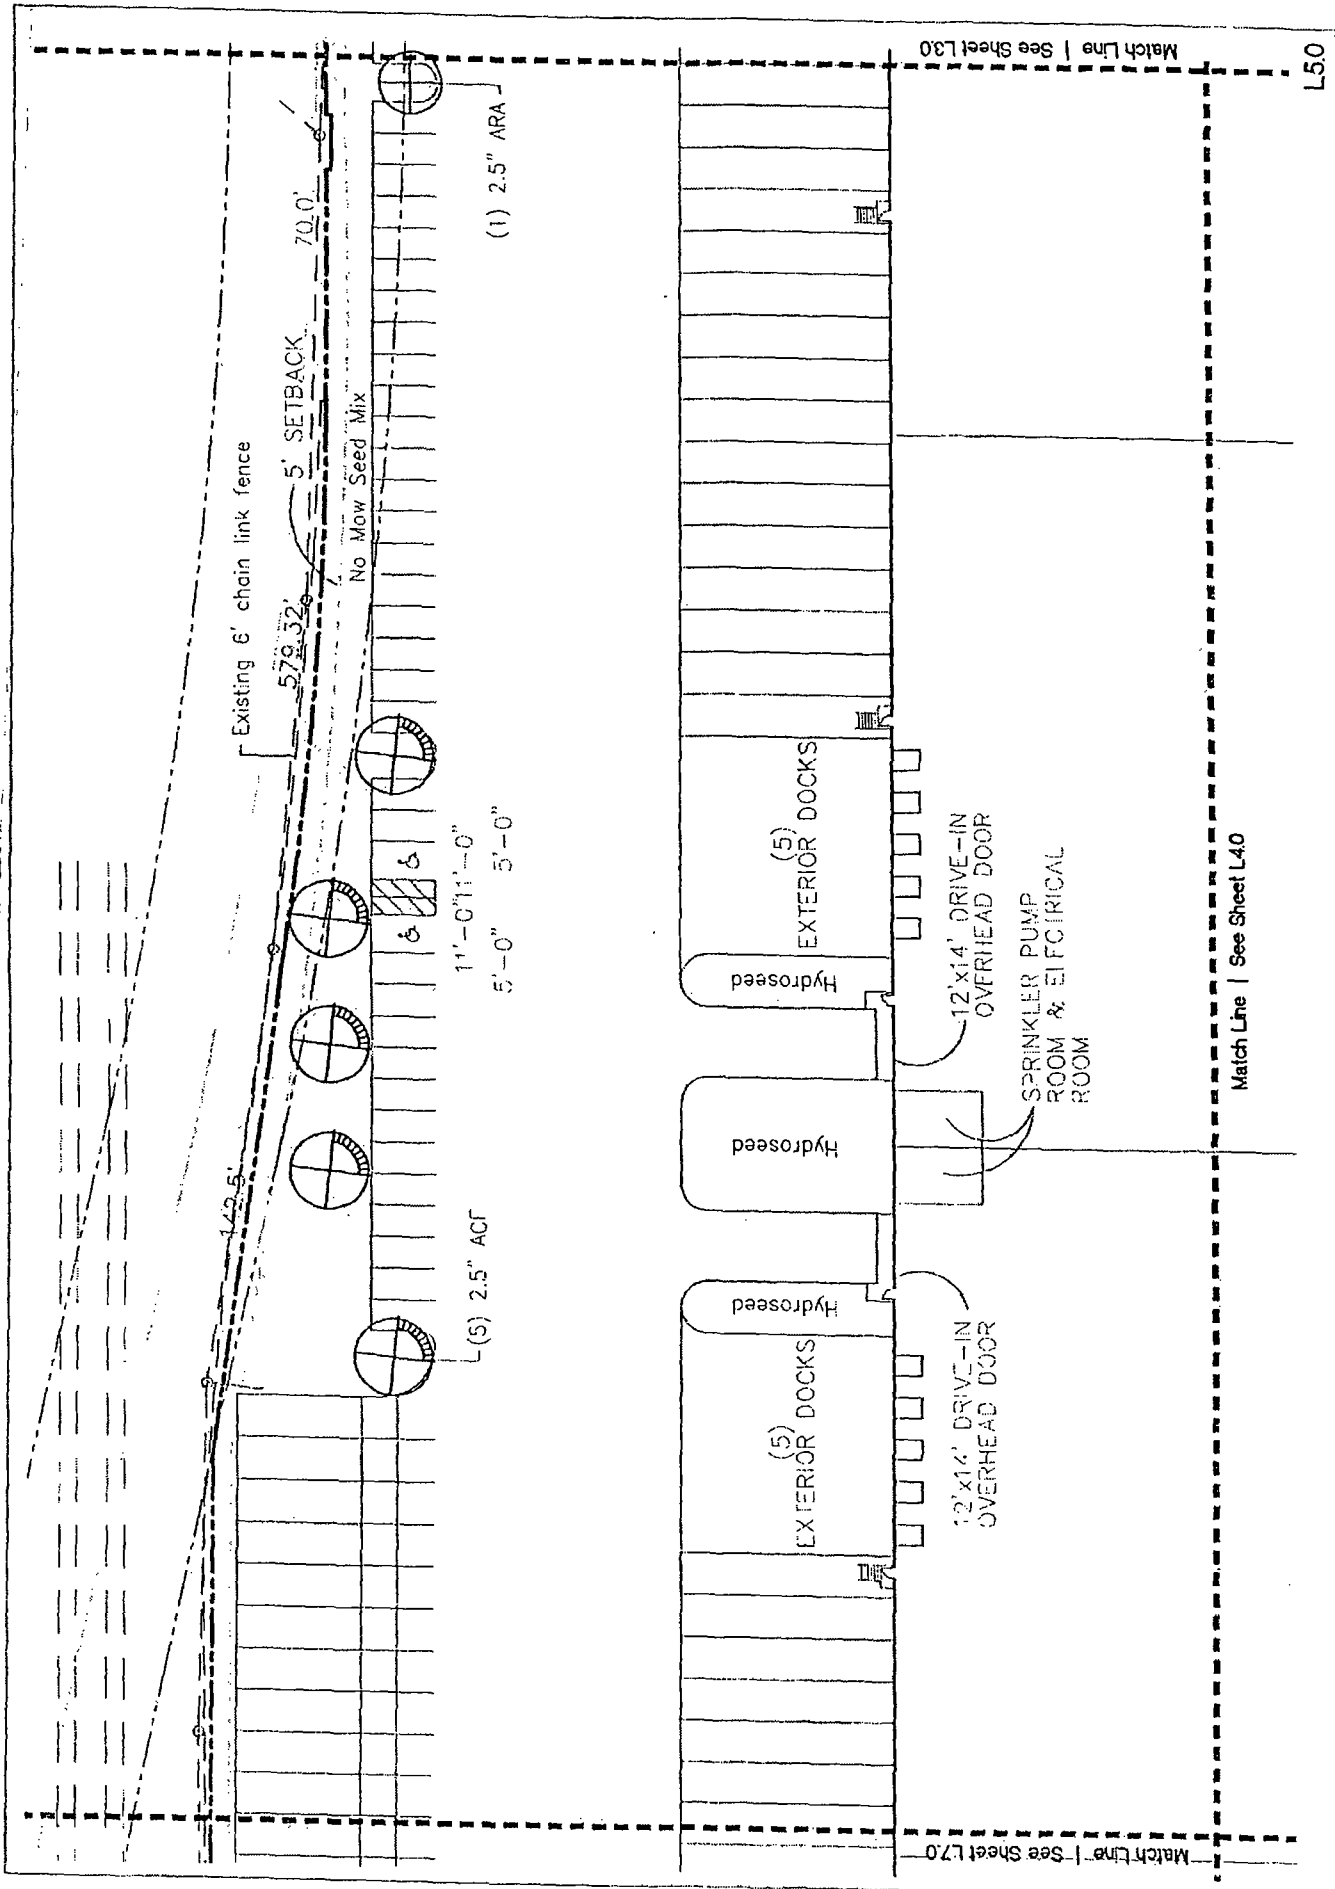 Match Line | See Sheet L3.0
L5.0
Existing 6' chain link fence
5' SETBACK
70.0'
579.32'
No Mow Seed Mix
142.5'
(1) 2.5" ARA
11'-0"11'-0"
5'-0" 5'-0"
(5) 2.5" ACF
(5)
EXTERIOR DOCKS
Hydroseed
12'x14' DRIVE-IN
OVERHEAD DOOR
Hydroseed
SPRINKLER PUMP
ROOM & ELECTRICAL
ROOM
Hydroseed
(5)
EXTERIOR DOCKS
12'x14' DRIVE-IN
OVERHEAD DOOR
Match Line | See Sheet L4.0
Match Line | See Sheet L7.0